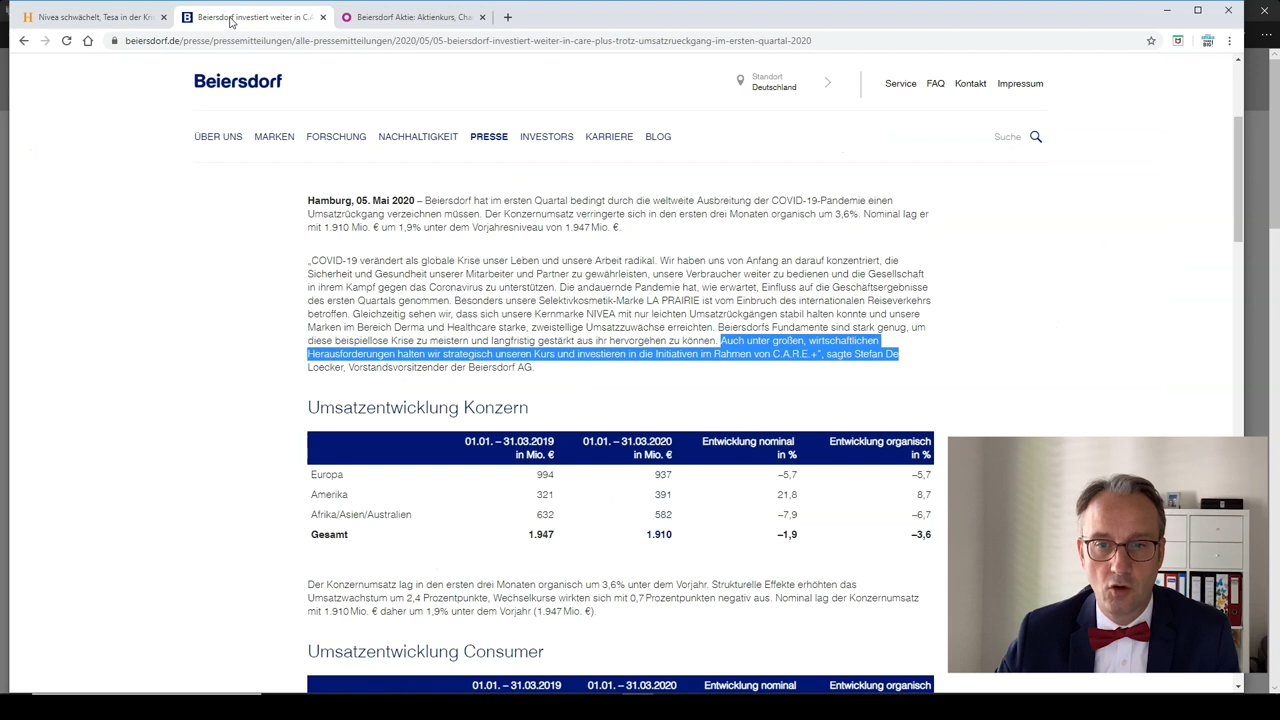 Nivea schwächelt, Tesa in der Kris
Beiersdorf investiert weiter in C.A
Beiersdorf Aktie: Aktienkurs, Cha
beiersdorf.de/presse/pressemitteilungen/alle-pressemitteilungen/2020/05/05-beiersdorf-investiert-weiter-in-care-plus-trotz-umsatzrueckgang-im-ersten-quartal-2020
Beiersdorf
Standort
Deutschland
Service FAQ Kontakt Impressum
ÜBER UNS MARKEN FORSCHUNG NACHHALTIGKEIT PRESSE INVESTORS KARRIERE BLOG
Suche
Hamburg, 05. Mai 2020 – Beiersdorf hat im ersten Quartal bedingt durch die weltweite Ausbreitung der COVID-19-Pandemie einen
Umsatzrückgang verzeichnen müssen. Der Konzernumsatz verringerte sich in den ersten drei Monaten organisch um 3,6%. Nominal lag er
mit 1.910 Mio. € um 1,9% unter dem Vorjahresniveau von 1.947 Mio. €.
„COVID-19 verändert als globale Krise unser Leben und unsere Arbeit radikal. Wir haben uns von Anfang an darauf konzentriert, die
Sicherheit und Gesundheit unserer Mitarbeiter und Partner zu gewährleisten, unsere Verbraucher weiter zu bedienen und die Gesellschaft
in ihrem Kampf gegen das Coronavirus zu unterstützen. Die andauernde Pandemie hat, wie erwartet, Einfluss auf die Geschäftsergebnisse
des ersten Quartals genommen. Besonders unsere Selektivkosmetik-Marke LA PRAIRIE ist vom Einbruch des internationalen Reiseverkehrs
betroffen. Gleichzeitig sehen wir, dass sich unsere Kernmarke NIVEA mit nur leichten Umsatzrückgängen stabil halten konnte und unsere
Marken im Bereich Derma und Healthcare starke, zweistellige Umsatzzuwächse erreichten. Beiersdorfs Fundamente sind stark genug, um
diese beispiellose Krise zu meistern und langfristig gestärkt aus ihr hervorgehen zu können. Auch unter großen, wirtschaftlichen
Herausforderungen halten wir strategisch unseren Kurs und investieren in die Initiativen im Rahmen von C.A.R.E.+“, sagte Stefan De
Loecker, Vorstandsvorsitzender der Beiersdorf AG.
Umsatzentwicklung Konzern
01.01. – 31.03.2019 01.01. – 31.03.2020 Entwicklung nominal Entwicklung organisch
in Mio. € in Mio. € in % in %
Europa 994 937 –5,7 –5,7
Amerika 321 391 21,8 8,7
Afrika/Asien/Australien 632 582 –7,9 –6,7
Gesamt 1.947 1.910 –1,9 –3,6
Der Konzernumsatz lag in den ersten drei Monaten organisch um 3,6% unter dem Vorjahr. Strukturelle Effekte erhöhten das
Umsatzwachstum um 2,4 Prozentpunkte, Wechselkurse wirkten sich mit 0,7 Prozentpunkten negativ aus. Nominal lag der Konzernumsatz
mit 1.910 Mio. € daher um 1,9% unter dem Vorjahr (1.947 Mio. €).
Umsatzentwicklung Consumer
01.01. – 31.03.2019 01.01. – 31.03.2020 Entwicklung nominal Entwicklung organisch